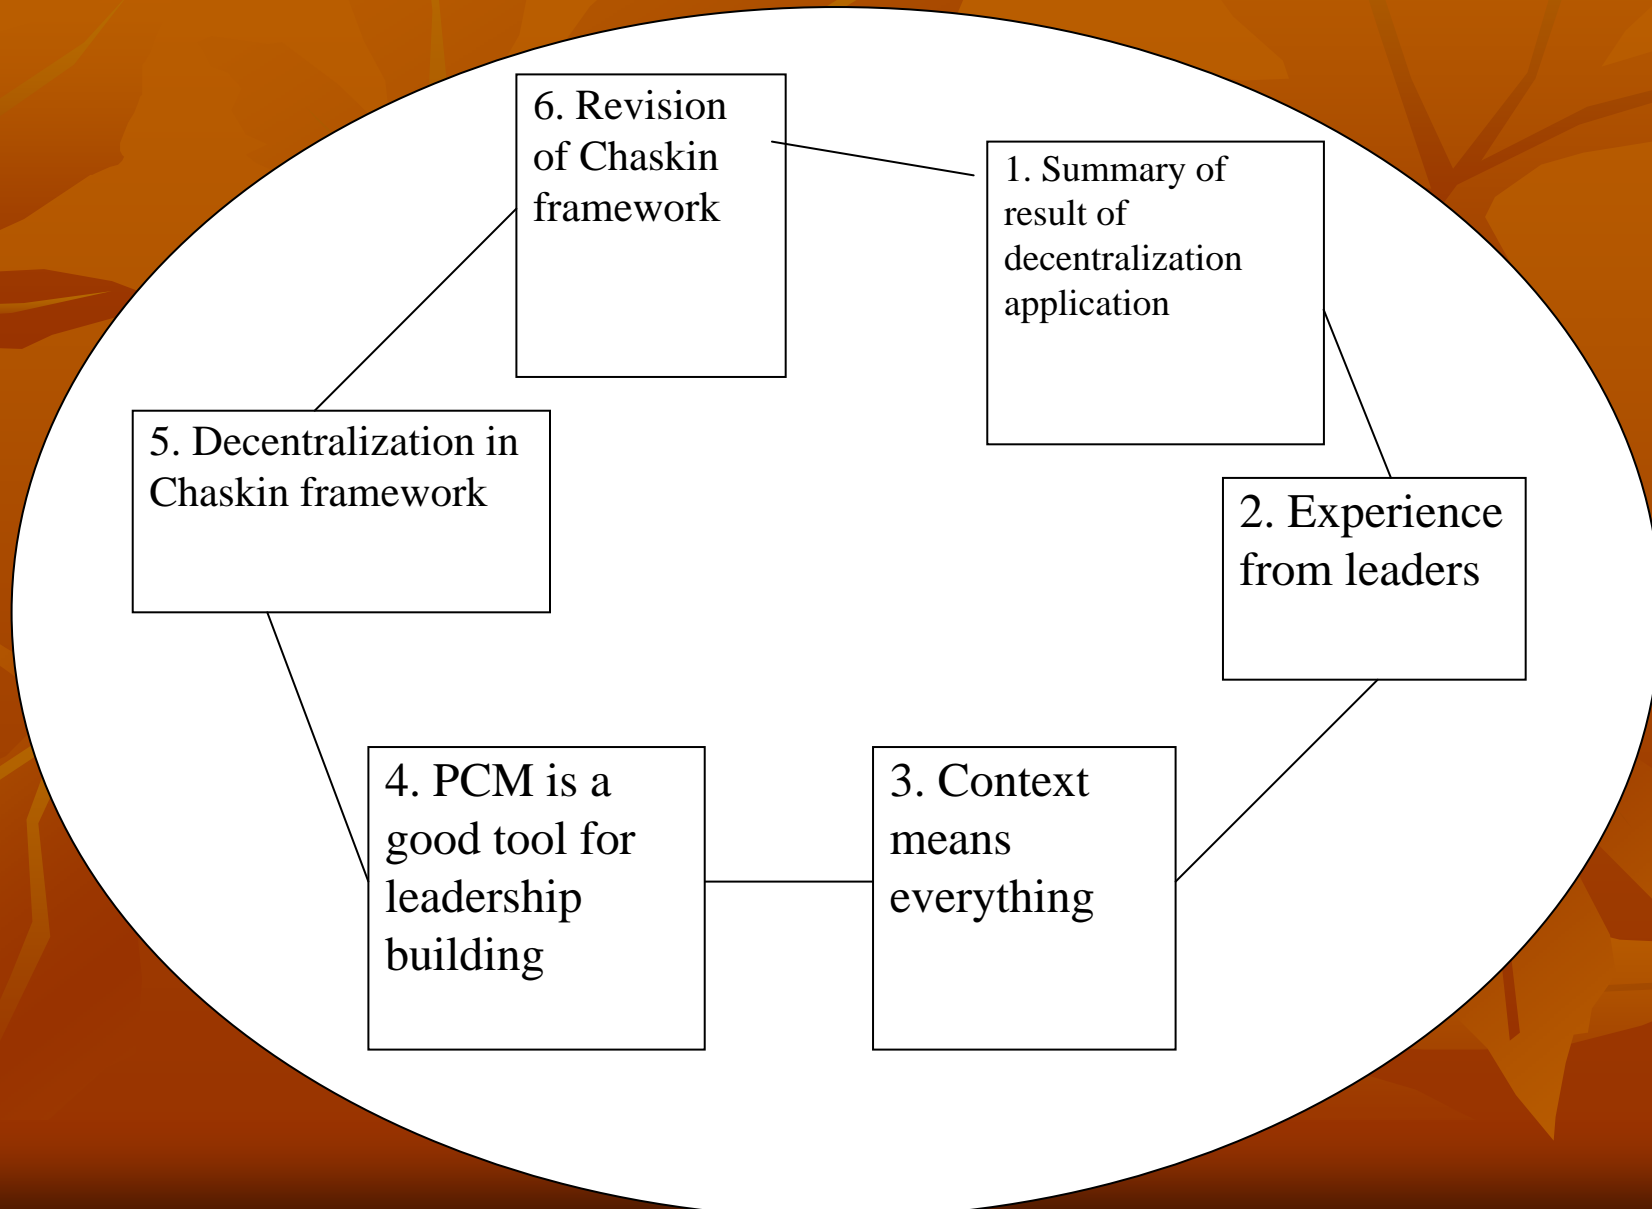 6. Revision
of Chaskin
framework
1. Summary of
result of
decentralization
application
5. Decentralization in
Chaskin framework
2. Experience
from leaders
4. PCM is a
good tool for
leadership
building
3. Context
means
everything